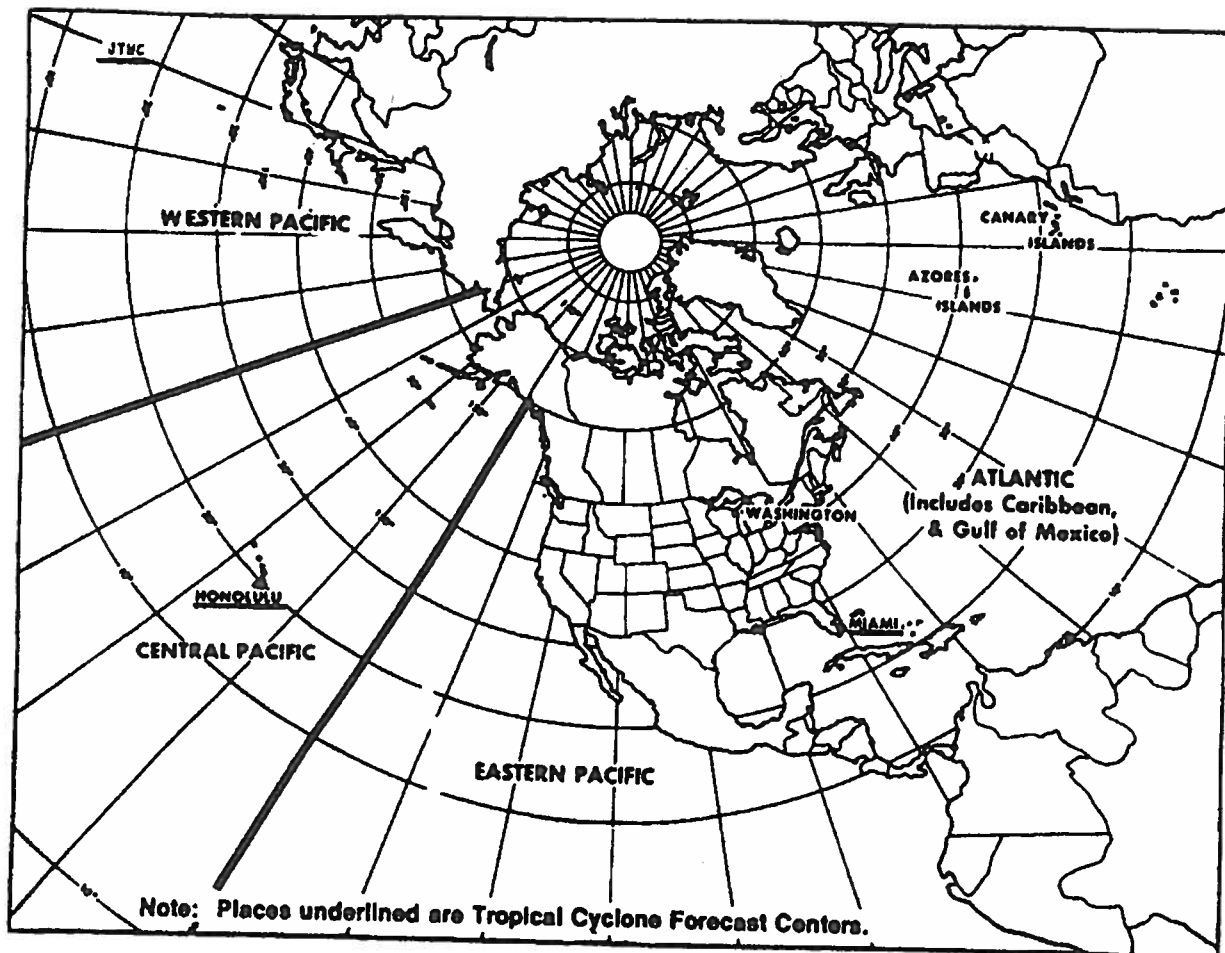 JTWC
WESTERN PACIFIC
CANARY
ISLANDS
AZORES
ISLANDS
ATLANTIC
(Includes Caribbean,
& Gulf of Mexico)
WASHINGTON
HONOLULU
MIAMI
CENTRAL PACIFIC
EASTERN PACIFIC
Note: Places underlined are Tropical Cyclone Forecast Centers.